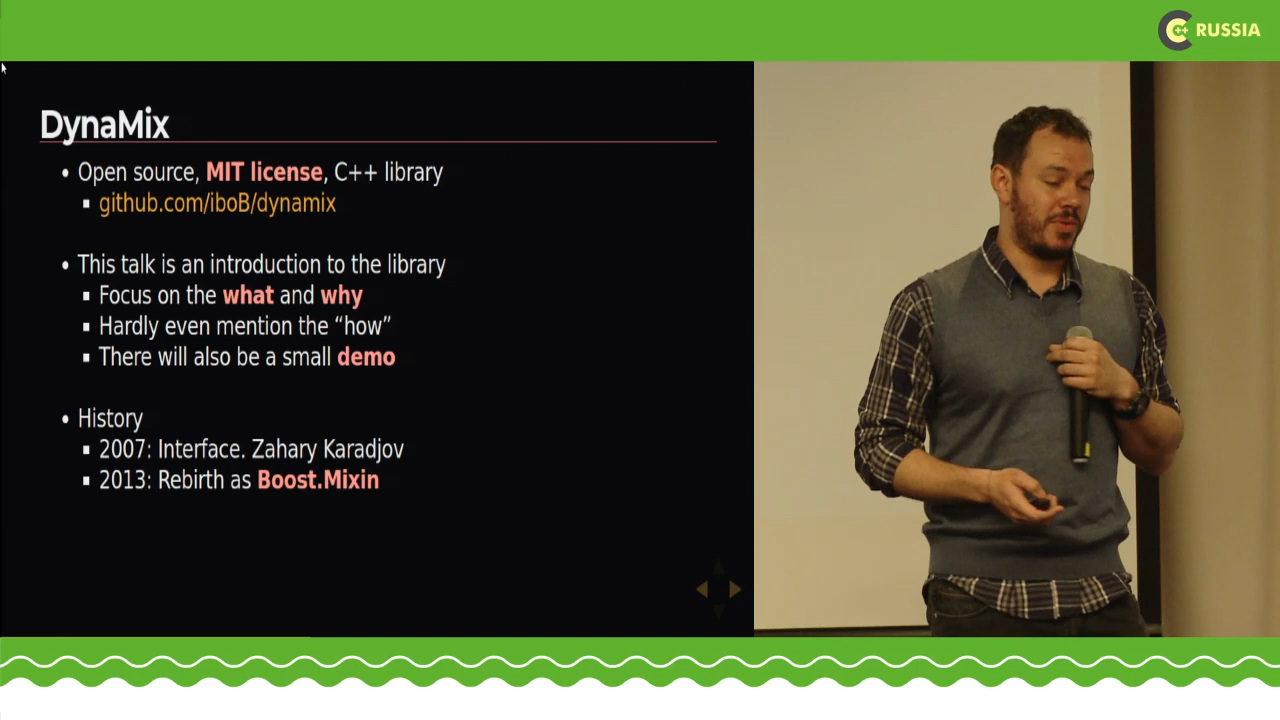 C++ RUSSIA
DynaMix
• Open source, MIT license, C++ library
▪ github.com/iboB/dynamix
• This talk is an introduction to the library
▪ Focus on the what and why
▪ Hardly even mention the “how”
▪ There will also be a small demo
• History
▪ 2007: Interface. Zahary Karadjov
▪ 2013: Rebirth as Boost.Mixin